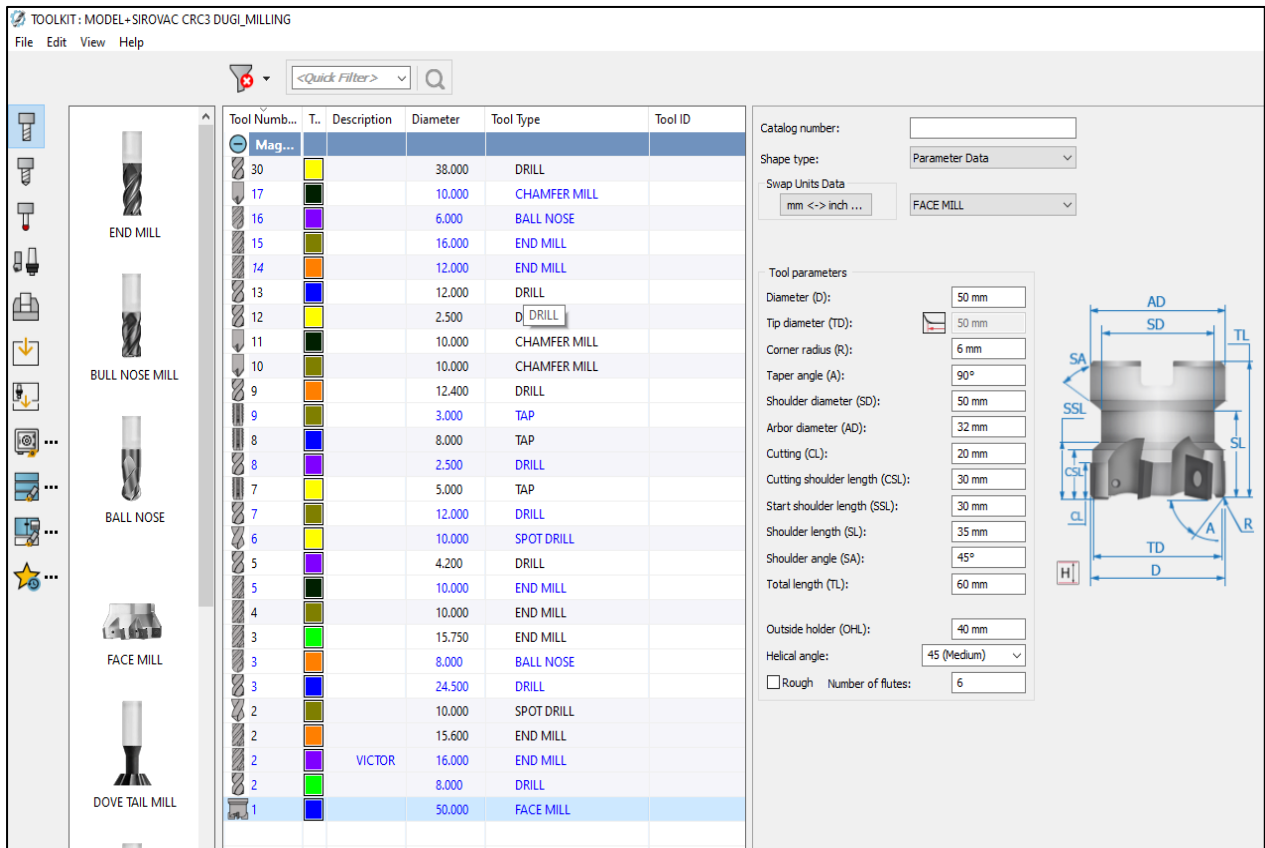 TOOLKIT : MODEL+SIROVAC CRC3 DUGI_MILLING
File Edit View Help
<Quick Filter>
END MILL
BULL NOSE MILL
BALL NOSE
FACE MILL
DOVE TAIL MILL
Tool Numb... T.. Description Diameter Tool Type Tool ID
Mag...
30 38.000 DRILL
17 10.000 CHAMFER MILL
16 6.000 BALL NOSE
15 16.000 END MILL
14 12.000 END MILL
13 12.000 DRILL
12 2.500 D
DRILL
11 10.000 CHAMFER MILL
10 10.000 CHAMFER MILL
9 12.400 DRILL
9 3.000 TAP
8 8.000 TAP
8 2.500 DRILL
7 5.000 TAP
7 12.000 DRILL
6 10.000 SPOT DRILL
5 4.200 DRILL
5 10.000 END MILL
4 10.000 END MILL
3 15.750 END MILL
3 8.000 BALL NOSE
3 24.500 DRILL
2 10.000 SPOT DRILL
2 15.600 END MILL
2 VICTOR 16.000 END MILL
2 8.000 DRILL
1 50.000 FACE MILL
Catalog number:
Shape type: Parameter Data
Swap Units Data
mm <-> inch ... FACE MILL
Tool parameters
Diameter (D): 50 mm
Tip diameter (TD): 50 mm
Corner radius (R): 6 mm
Taper angle (A): 90°
Shoulder diameter (SD): 50 mm
Arbor diameter (AD): 32 mm
Cutting (CL): 20 mm
Cutting shoulder length (CSL): 30 mm
Start shoulder length (SSL): 30 mm
Shoulder length (SL): 35 mm
Shoulder angle (SA): 45°
Total length (TL): 60 mm
Outside holder (OHL): 40 mm
Helical angle: 45 (Medium)
Rough Number of flutes: 6
AD
SD
TL
SA
SSL
SL
CSL
CL
A
R
TD
D
H